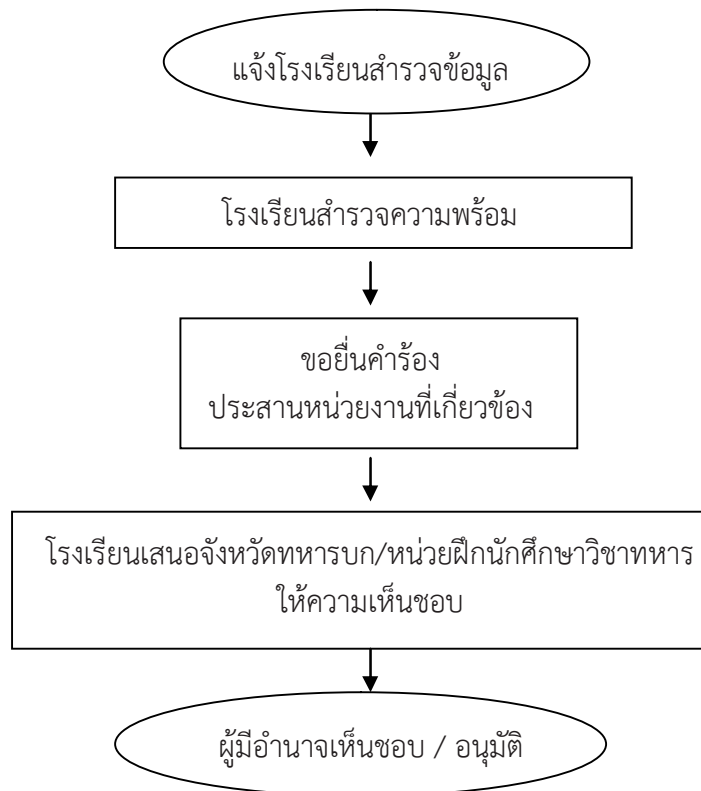 แจ้งโรงเรียนสำรวจข้อมูล
โรงเรียนสำรวจความพร้อม
ขอยื่นคำร้อง
ประสานหน่วยงานที่เกี่ยวข้อง
โรงเรียนเสนอจังหวัดทหารบก/หน่วยฝึกนักศึกษาวิชาทหาร
ให้ความเห็นชอบ
ผู้มีอำนาจเห็นชอบ / อนุมัติ